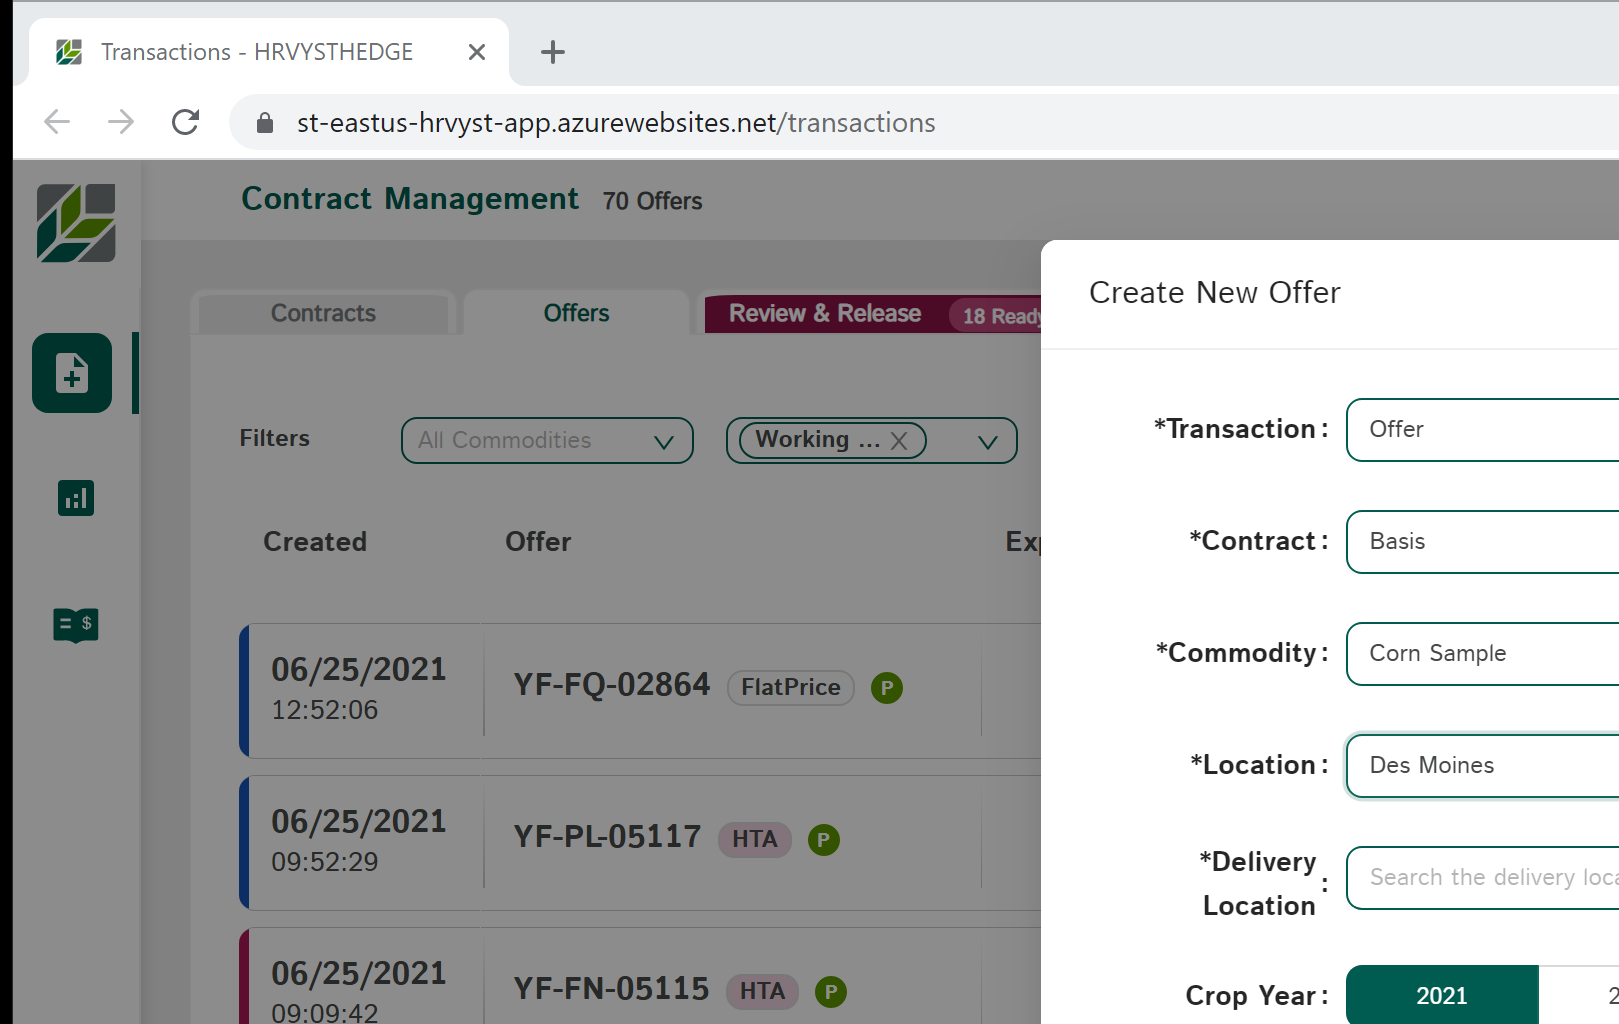 Transactions - HRVYSTHEDGE
st-eastus-hrvyst-app.azurewebsites.net/transactions
Contract Management 70 Offers
Contracts Offers Review & Release 18 Ready
Filters All Commodities Working ...
Created Offer
06/25/2021
12:52:06
YF-FQ-02864 FlatPrice P
06/25/2021
09:52:29
YF-PL-05117 HTA P
06/25/2021
09:09:42
YF-FN-05115 HTA P
Create New Offer
*Transaction : Offer
*Contract : Basis
*Commodity : Corn Sample
*Location : Des Moines
*Delivery Location : Search the delivery
Crop Year : 2021